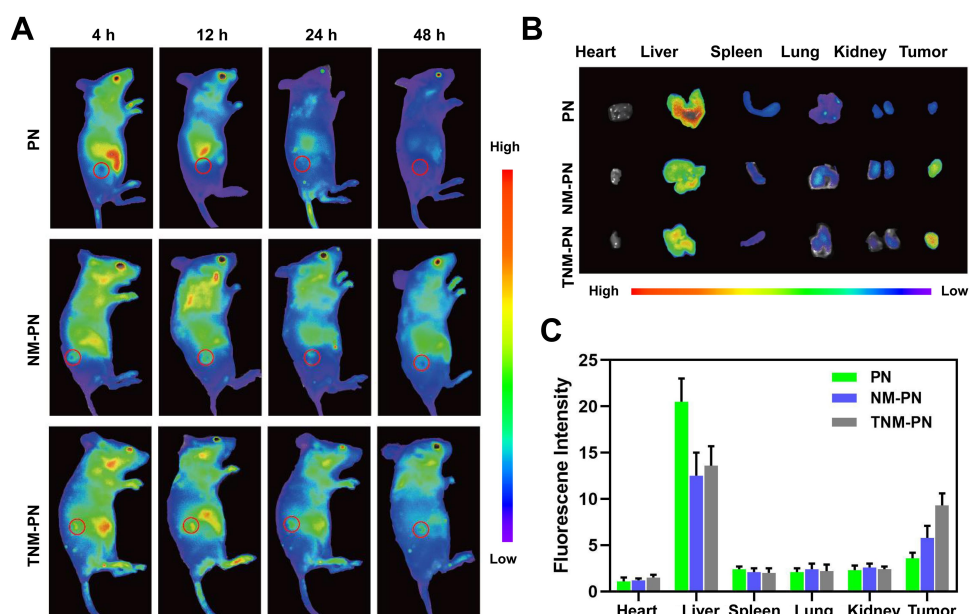 A
4 h 12 h 24 h 48 h
PN
NM-PN
TNM-PN
High
Low
B
Heart Liver Spleen Lung Kidney Tumor
PN
NM-PN
TNM-PN
High Low
C
Fluorescene Intensity
25
20
15
10
5
0
PN
NM-PN
TNM-PN
Heart Liver Spleen Lung Kidney Tumor